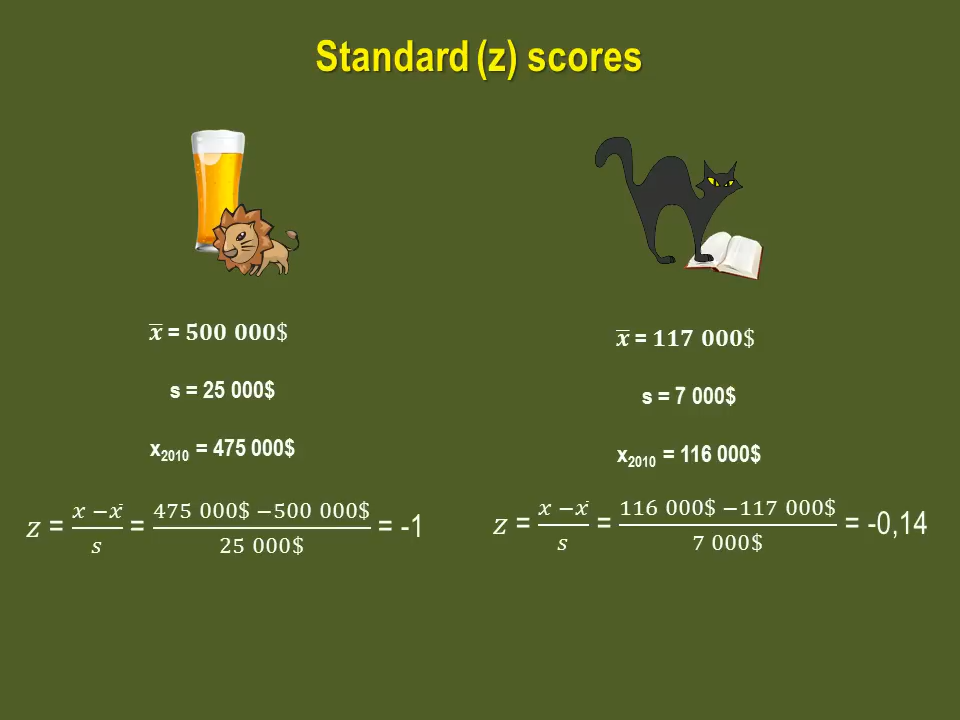 Standard (z) scores
x̅ = 500 000$
s = 25 000$
x₂₀₁₀ = 475 000$
z = (x −x̄)/s = (475 000$ −500 000$)/(25 000$) = -1
x̅ = 117 000$
s = 7 000$
x₂₀₁₀ = 116 000$
z = (x −x̄)/s = (116 000$ −117 000$)/(7 000$) = -0,14